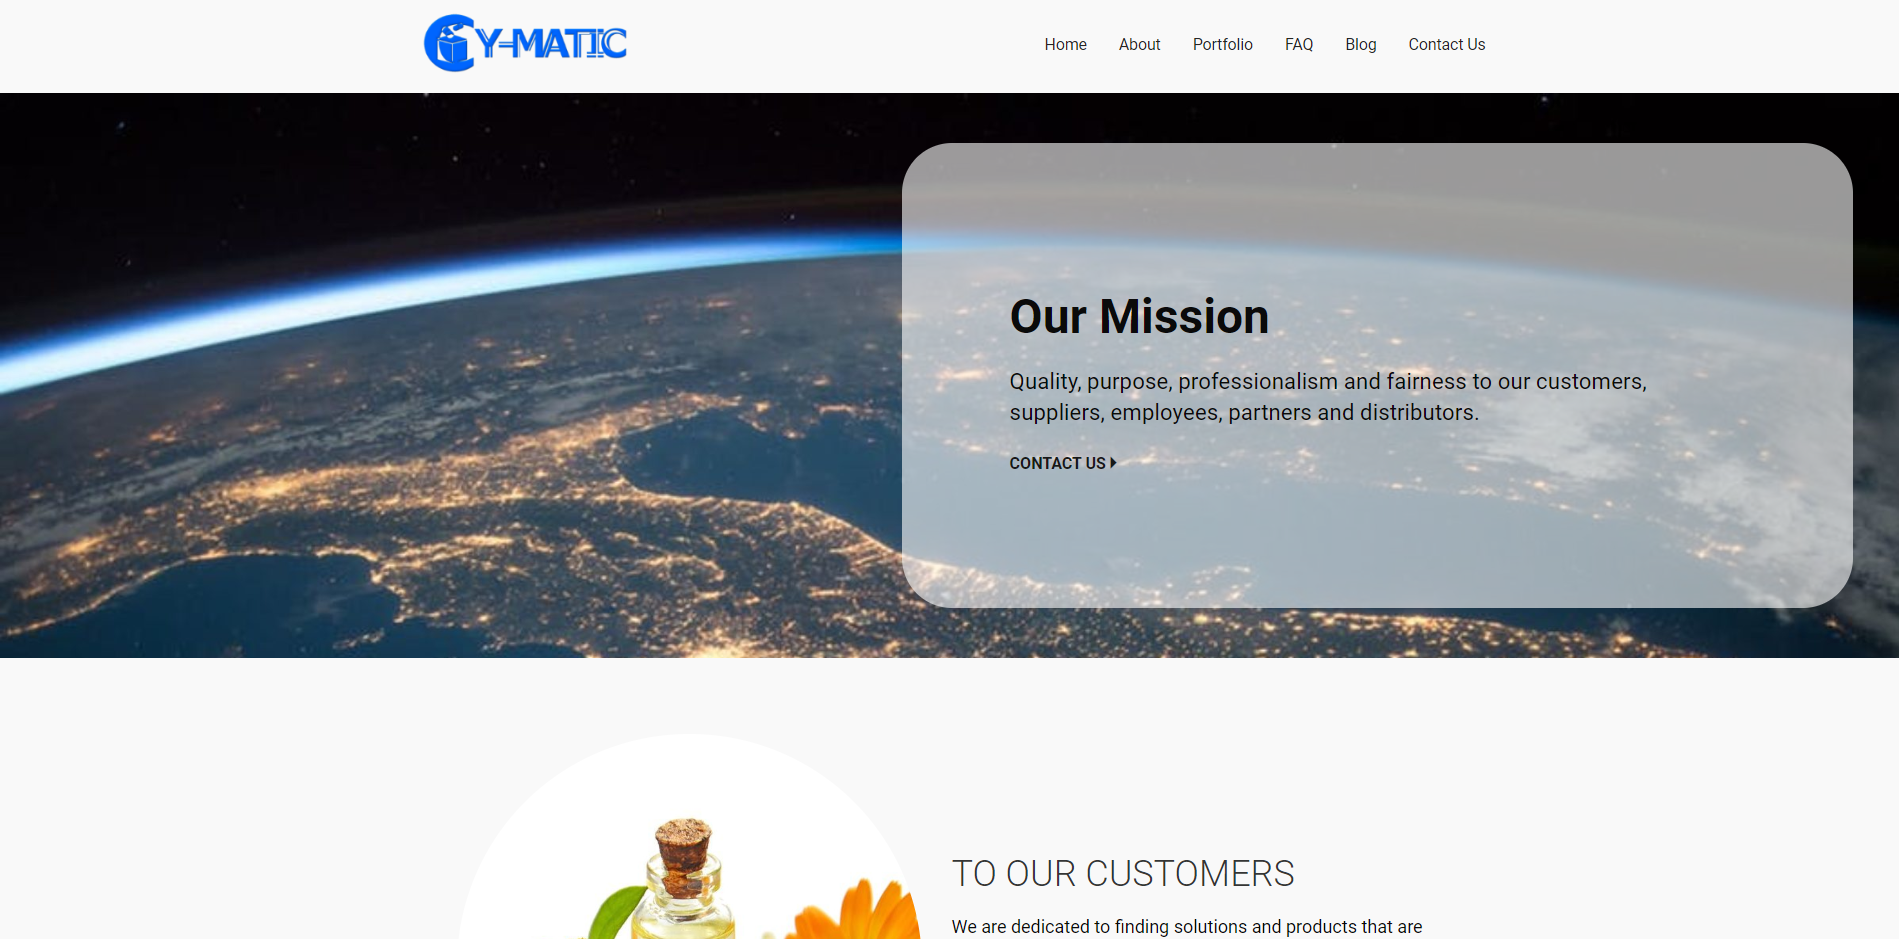 CY-MATIC
Home About Portfolio FAQ Blog Contact Us
Our Mission
Quality, purpose, professionalism and fairness to our customers,
suppliers, employees, partners and distributors.
CONTACT US
TO OUR CUSTOMERS
We are dedicated to finding solutions and products that are